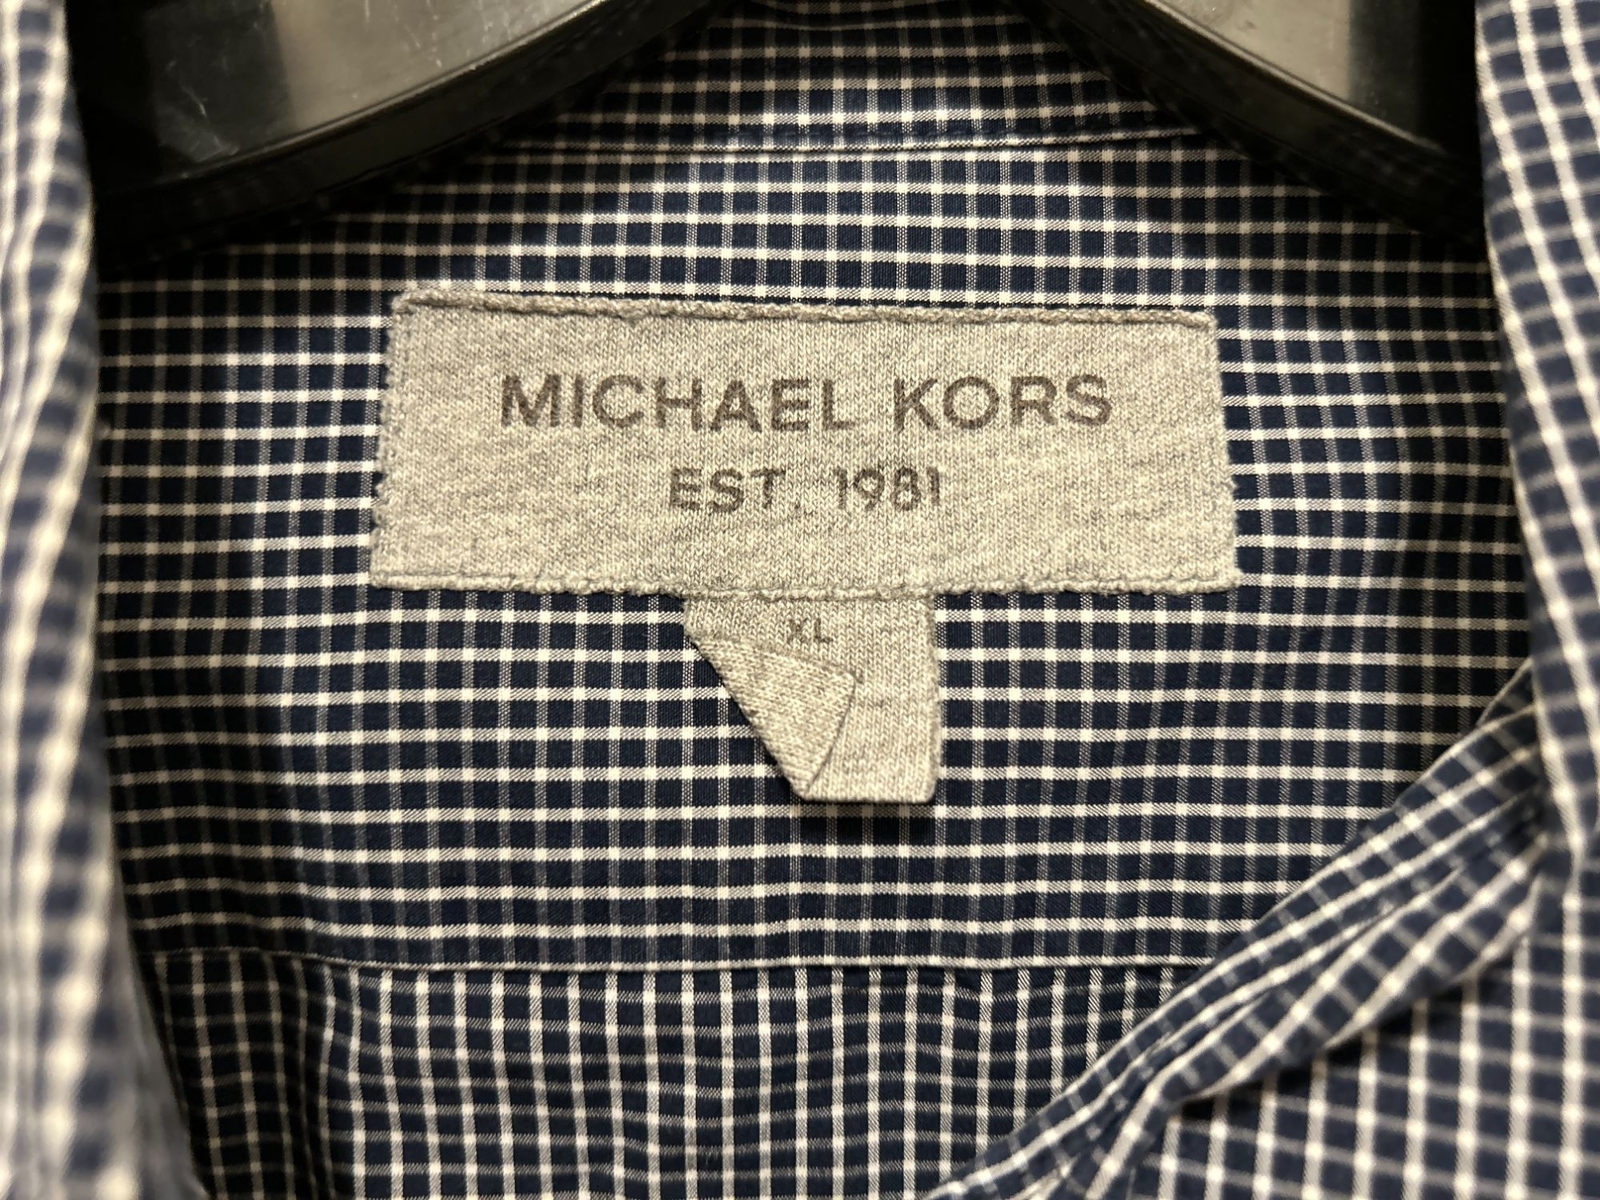 MICHAEL KORS
EST. 1981
XL